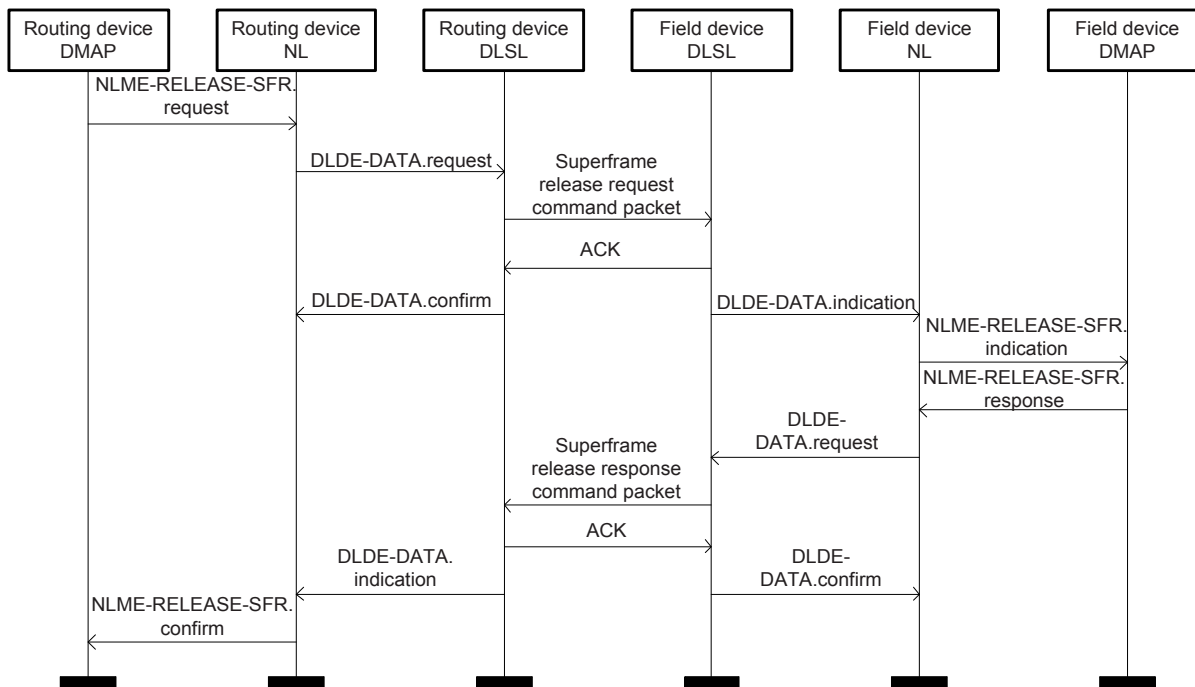 Routing device
DMAP
Routing device
NL
Routing device
DLSL
Field device
DLSL
Field device
NL
Field device
DMAP
NLME-RELEASE-SFR.
request
DLDE-DATA.request
Superframe
release request
command packet
ACK
DLDE-DATA.confirm
DLDE-DATA.indication
NLME-RELEASE-SFR.
indication
NLME-RELEASE-SFR.
response
DLDE-
DATA.request
Superframe
release response
command packet
ACK
DLDE-DATA.
indication
DLDE-
DATA.confirm
NLME-RELEASE-SFR.
confirm